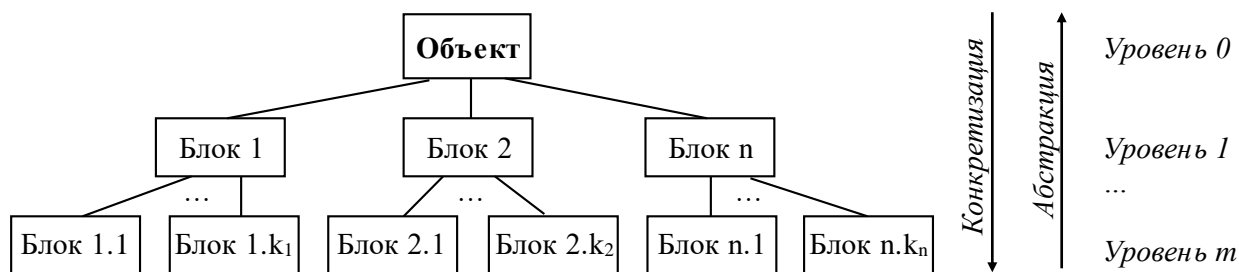 Объект
Уровень 0
Блок 1
Блок 2
Блок n
Уровень 1
…
…
…
…
Блок 1.1
Блок 1.k₁
Блок 2.1
Блок 2.k₂
Блок n.1
Блок n.kₙ
Уровень m
Конкретизация
Абстракция